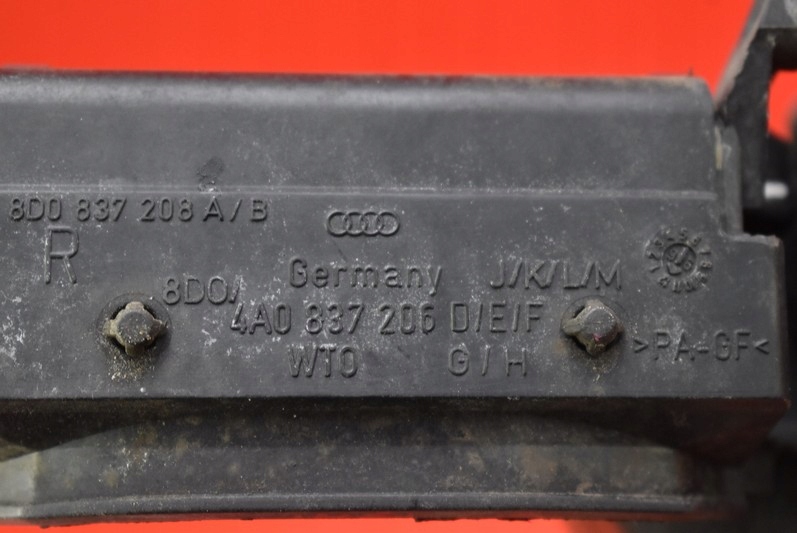 8D0 837 208 A/B
R
Germany J/K/L/M
8D0/
4A0 837 206 D/E/F
WTO G/H
>PA-GF<